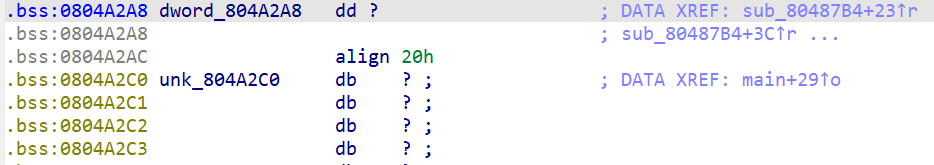 .bss:0804A2A8 dword_804A2A8 dd ? ; DATA XREF: sub_80487B4+23↑r
.bss:0804A2A8 ; sub_80487B4+3C↑r ...
.bss:0804A2AC align 20h
.bss:0804A2C0 unk_804A2C0 db ? ; ; DATA XREF: main+29↑o
.bss:0804A2C1 db ? ;
.bss:0804A2C2 db ? ;
.bss:0804A2C3 db ? ;